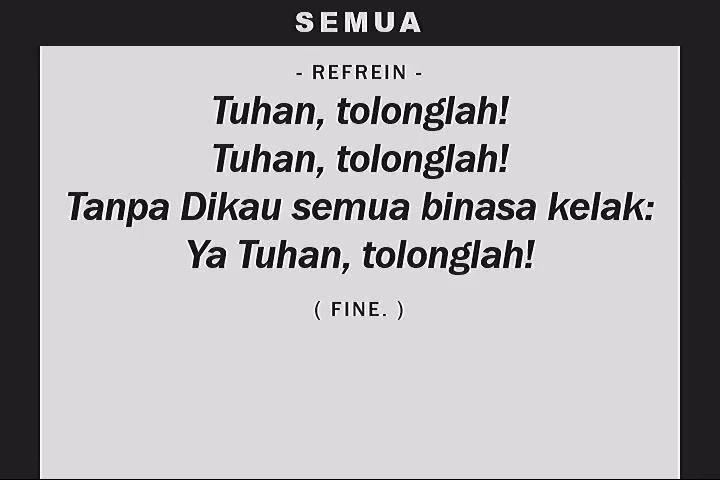 SEMUA
- REFREIN -
Tuhan, tolonglah!
Tuhan, tolonglah!
Tanpa Dikau semua binasa kelak:
Ya Tuhan, tolonglah!
( FINE. )